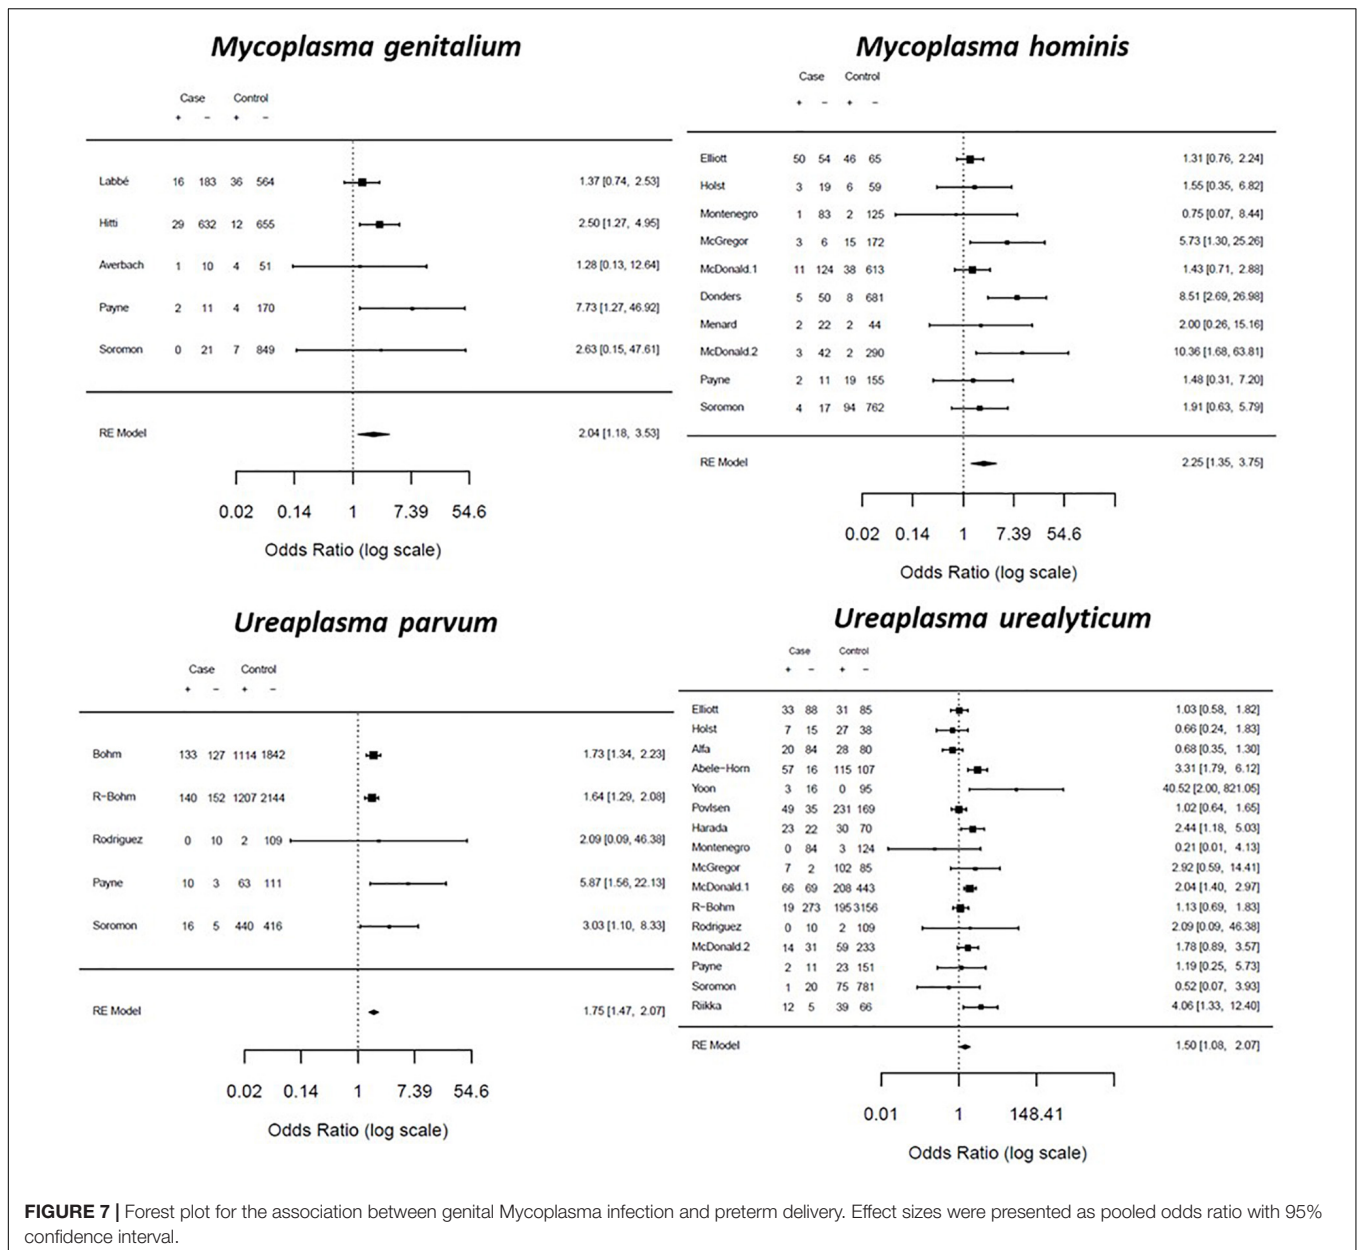 Mycoplasma genitalium
Case Control
+ − + −
Labbé 16 183 36 564 1.37 [0.74, 2.53]
Hitti 29 632 12 655 2.50 [1.27, 4.95]
Averbach 1 10 4 51 1.28 [0.13, 12.64]
Payne 2 11 4 170 7.73 [1.27, 46.92]
Soromon 0 21 7 849 2.63 [0.15, 47.61]
RE Model 2.04 [1.18, 3.53]
0.02 0.14 1 7.39 54.6
Odds Ratio (log scale)
Mycoplasma hominis
Case Control
+ − + −
Elliott 50 54 46 65 1.31 [0.76, 2.24]
Holst 3 19 6 59 1.55 [0.35, 6.82]
Montenegro 1 83 2 125 0.75 [0.07, 8.44]
McGregor 3 6 15 172 5.73 [1.30, 25.26]
McDonald.1 11 124 38 613 1.43 [0.71, 2.88]
Donders 5 50 8 681 8.51 [2.69, 26.98]
Menard 2 22 2 44 2.00 [0.26, 15.16]
McDonald.2 3 42 2 290 10.36 [1.68, 63.81]
Payne 2 11 19 155 1.48 [0.31, 7.20]
Soromon 4 17 94 762 1.91 [0.63, 5.79]
RE Model 2.25 [1.35, 3.75]
0.02 0.14 1 7.39 54.6
Odds Ratio (log scale)
Ureaplasma parvum
Case Control
+ − + −
Bohm 133 127 1114 1842 1.73 [1.34, 2.23]
R−Bohm 140 152 1207 2144 1.64 [1.29, 2.08]
Rodriguez 0 10 2 109 2.09 [0.09, 46.38]
Payne 10 3 63 111 5.87 [1.56, 22.13]
Soromon 16 5 440 416 3.03 [1.10, 8.33]
RE Model 1.75 [1.47, 2.07]
0.02 0.14 1 7.39 54.6
Odds Ratio (log scale)
Ureaplasma urealyticum
Case Control
+ − + −
Elliott 33 88 31 85 1.03 [0.58, 1.82]
Holst 7 15 27 38 0.66 [0.24, 1.83]
Alfa 20 84 28 80 0.68 [0.35, 1.30]
Abele−Horn 57 16 115 107 3.31 [1.79, 6.12]
Yoon 3 16 0 95 40.52 [2.00, 821.05]
Povlsen 49 35 231 169 1.02 [0.64, 1.65]
Harada 23 22 30 70 2.44 [1.18, 5.03]
Montenegro 0 84 3 124 0.21 [0.01, 4.13]
McGregor 7 2 102 85 2.92 [0.59, 14.41]
McDonald.1 66 69 208 443 2.04 [1.40, 2.97]
R−Bohm 19 273 195 3156 1.13 [0.69, 1.83]
Rodriguez 0 10 2 109 2.09 [0.09, 46.38]
McDonald.2 14 31 59 233 1.78 [0.89, 3.57]
Payne 2 11 23 151 1.19 [0.25, 5.73]
Soromon 1 20 75 781 0.52 [0.07, 3.93]
Riikka 12 5 39 66 4.06 [1.33, 12.40]
RE Model 1.50 [1.08, 2.07]
0.01 1 148.41
Odds Ratio (log scale)
FIGURE 7 | Forest plot for the association between genital Mycoplasma infection and preterm delivery. Effect sizes were presented as pooled odds ratio with 95%
confidence interval.